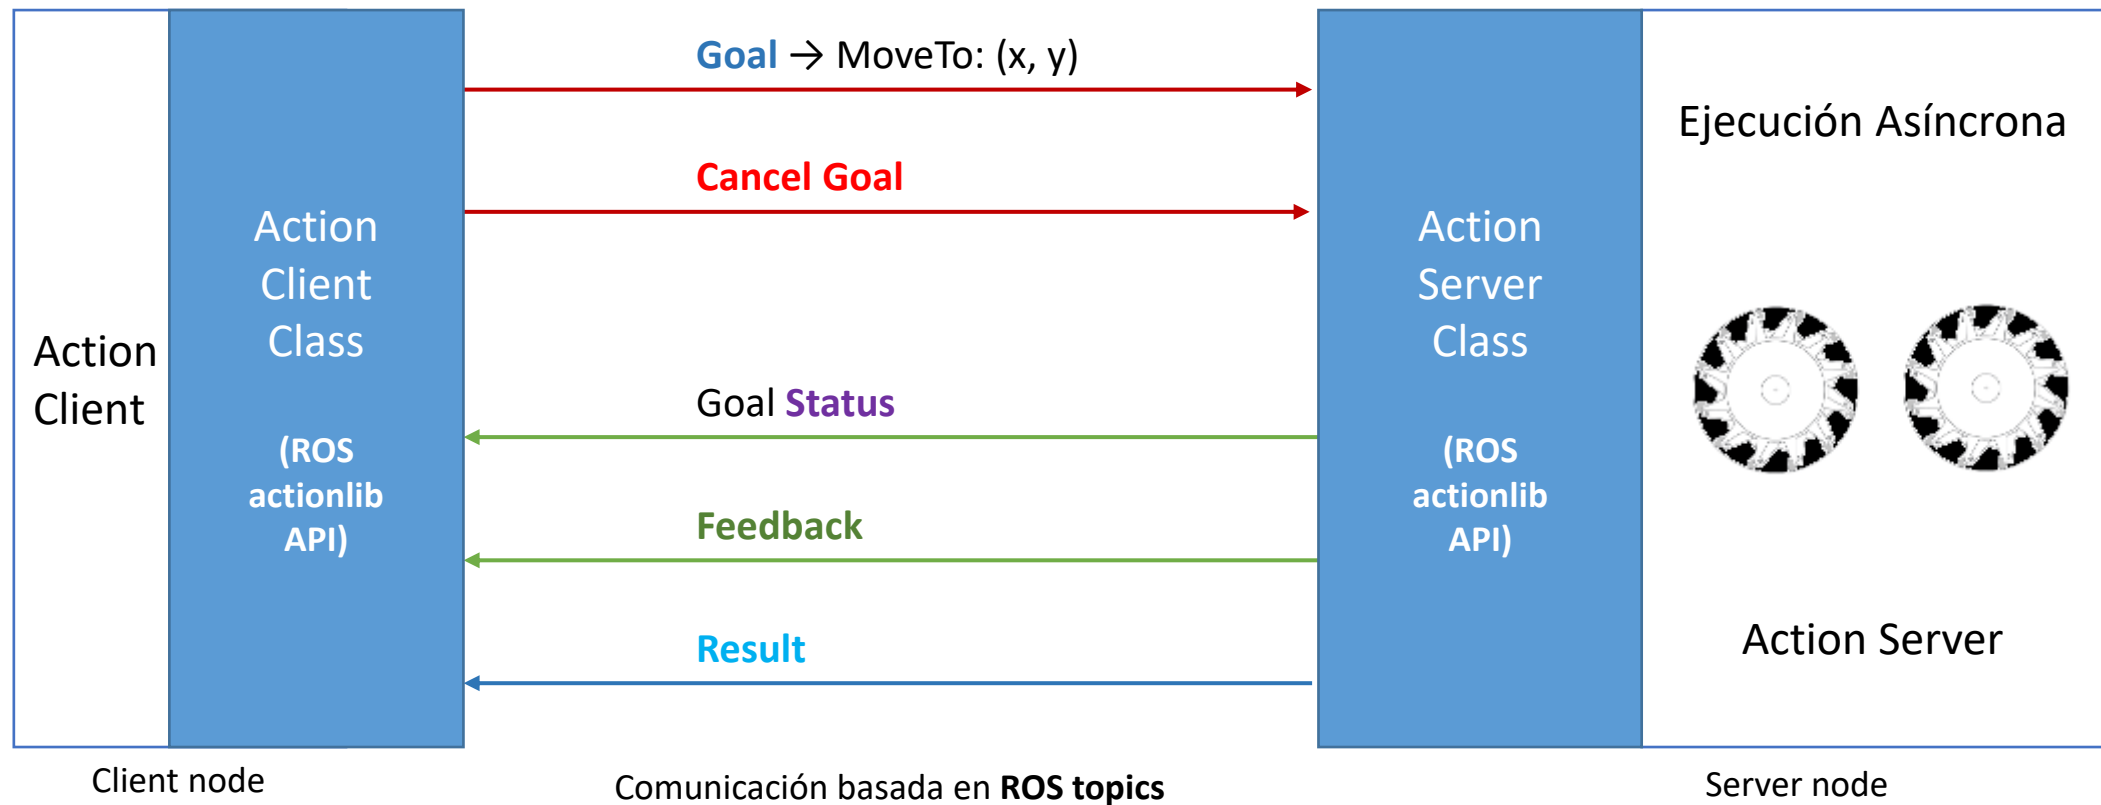 Action
Client
Action
Client
Class
(ROS
actionlib
API)
Goal → MoveTo: (x, y)
Cancel Goal
Goal Status
Feedback
Result
Action
Server
Class
(ROS
actionlib
API)
Ejecución Asíncrona
Action Server
Client node
Comunicación basada en ROS topics
Server node